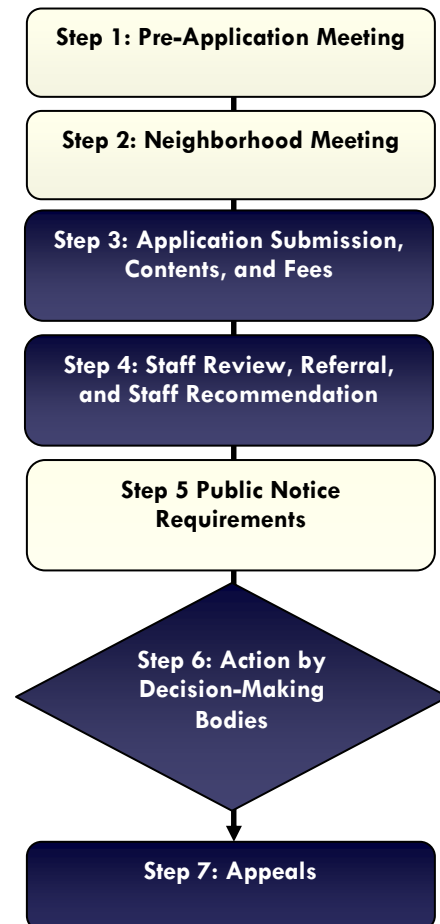 Step 1: Pre-Application Meeting
Step 2: Neighborhood Meeting
Step 3: Application Submission,
Contents, and Fees
Step 4: Staff Review, Referral,
and Staff Recommendation
Step 5 Public Notice
Requirements
Step 6: Action by
Decision-Making
Bodies
Step 7: Appeals